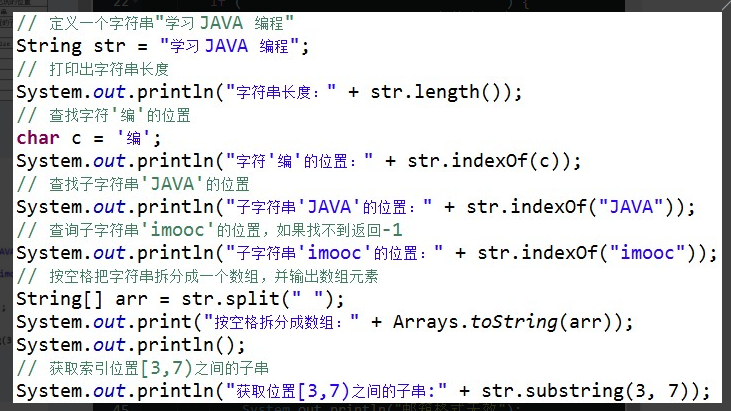 // 定义一个字符串"学习 JAVA 编程"
String str = "学习 JAVA 编程";
// 打印出字符串长度
System.out.println("字符串长度：" + str.length());
// 查找字符'编'的位置
char c = '编';
System.out.println("字符'编'的位置：" + str.indexOf(c));
// 查找子字符串'JAVA'的位置
System.out.println("子字符串'JAVA'的位置：" + str.indexOf("JAVA"));
// 查询子字符串'imooc'的位置，如果找不到返回-1
System.out.println("子字符串'imooc'的位置：" + str.indexOf("imooc"));
// 按空格把字符串拆分成一个数组，并输出数组元素
String[] arr = str.split(" ");
System.out.print("按空格拆分成数组：" + Arrays.toString(arr));
System.out.println();
// 获取索引位置[3,7)之间的子串
System.out.println("获取位置[3,7)之间的子串:" + str.substring(3, 7));